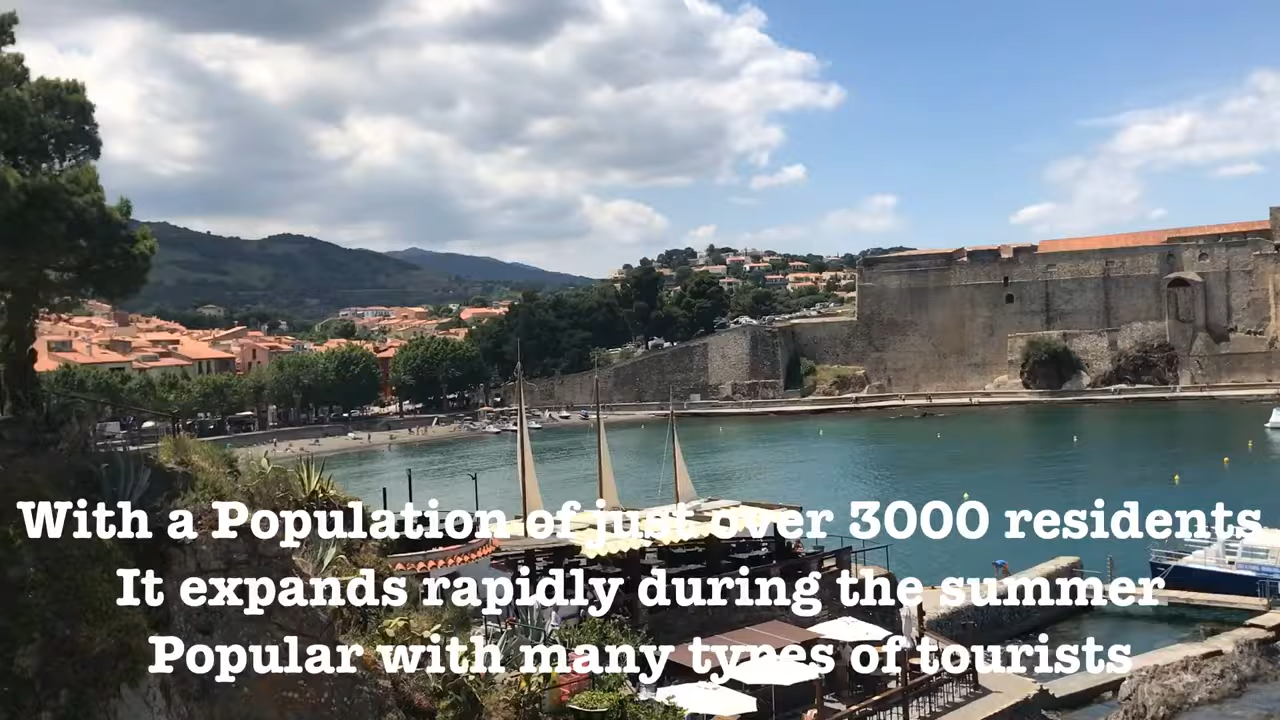 With a Population of just over 3000 residents
It expands rapidly during the summer
Popular with many types of tourists